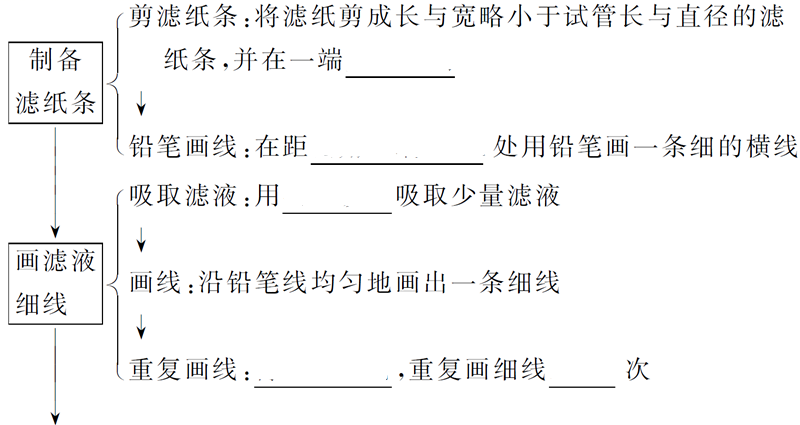 剪滤纸条:将滤纸剪成长与宽略小于试管长与直径的滤
纸条,并在一端
制备
滤纸条
铅笔画线:在距 处用铅笔画一条细的横线
吸取滤液:用 吸取少量滤液
画滤液
细线
画线:沿铅笔线均匀地画出一条细线
重复画线: ,重复画细线 次